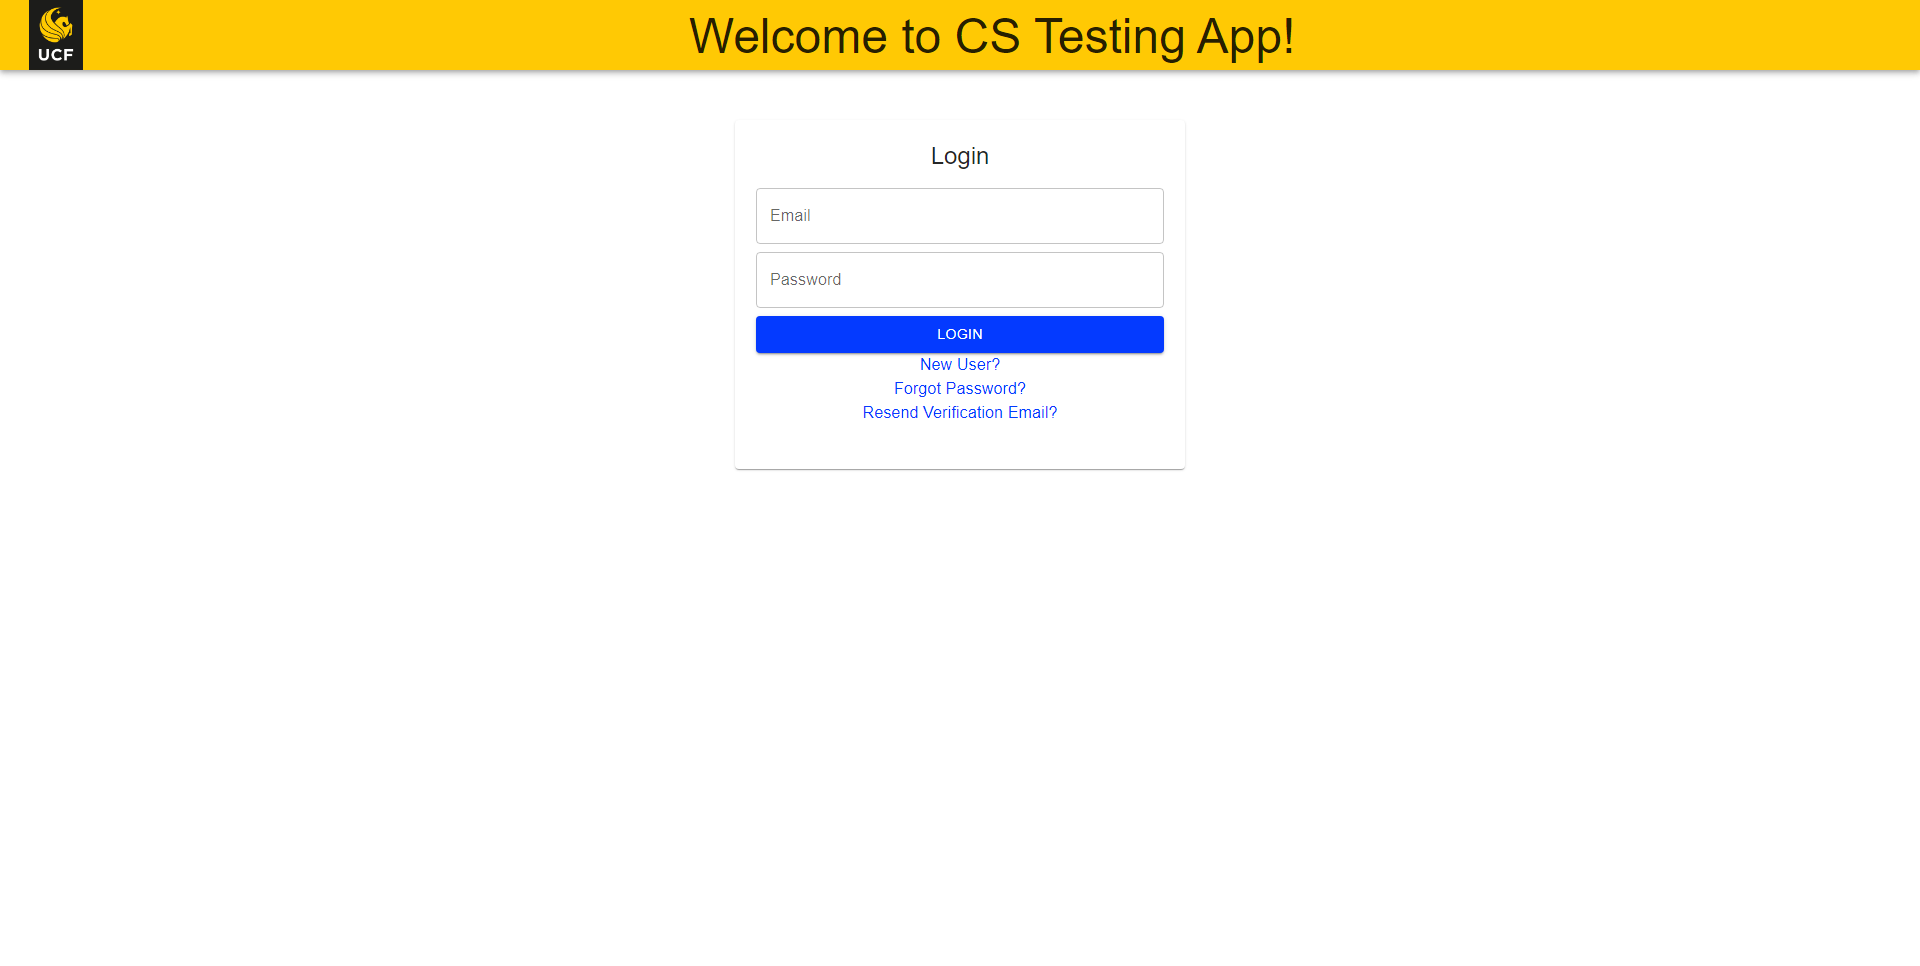 UCF
Welcome to CS Testing App!
Login
Email
Password
LOGIN
New User?
Forgot Password?
Resend Verification Email?